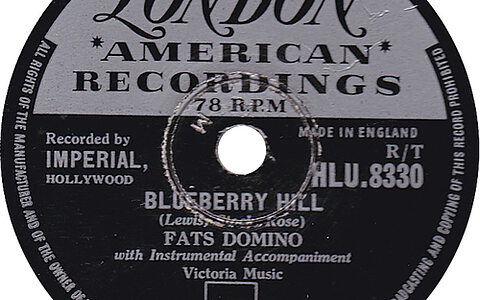 LONDON
*AMERICAN*
RECORDINGS
78 R.P.M
M
MADE IN ENGLAND
Recorded by
IMPERIAL,
HOLLYWOOD
R/T
HLU.8330
BLUEBERRY HILL
(Lewis, Rose)
FATS DOMINO
with Instrumental Accompaniment
Victoria Music
ALL RIGHTS OF THE MANUFACTURER AND OF THE OWNER OF
CASTING AND COPYING OF THIS RECORD PROHIBITED